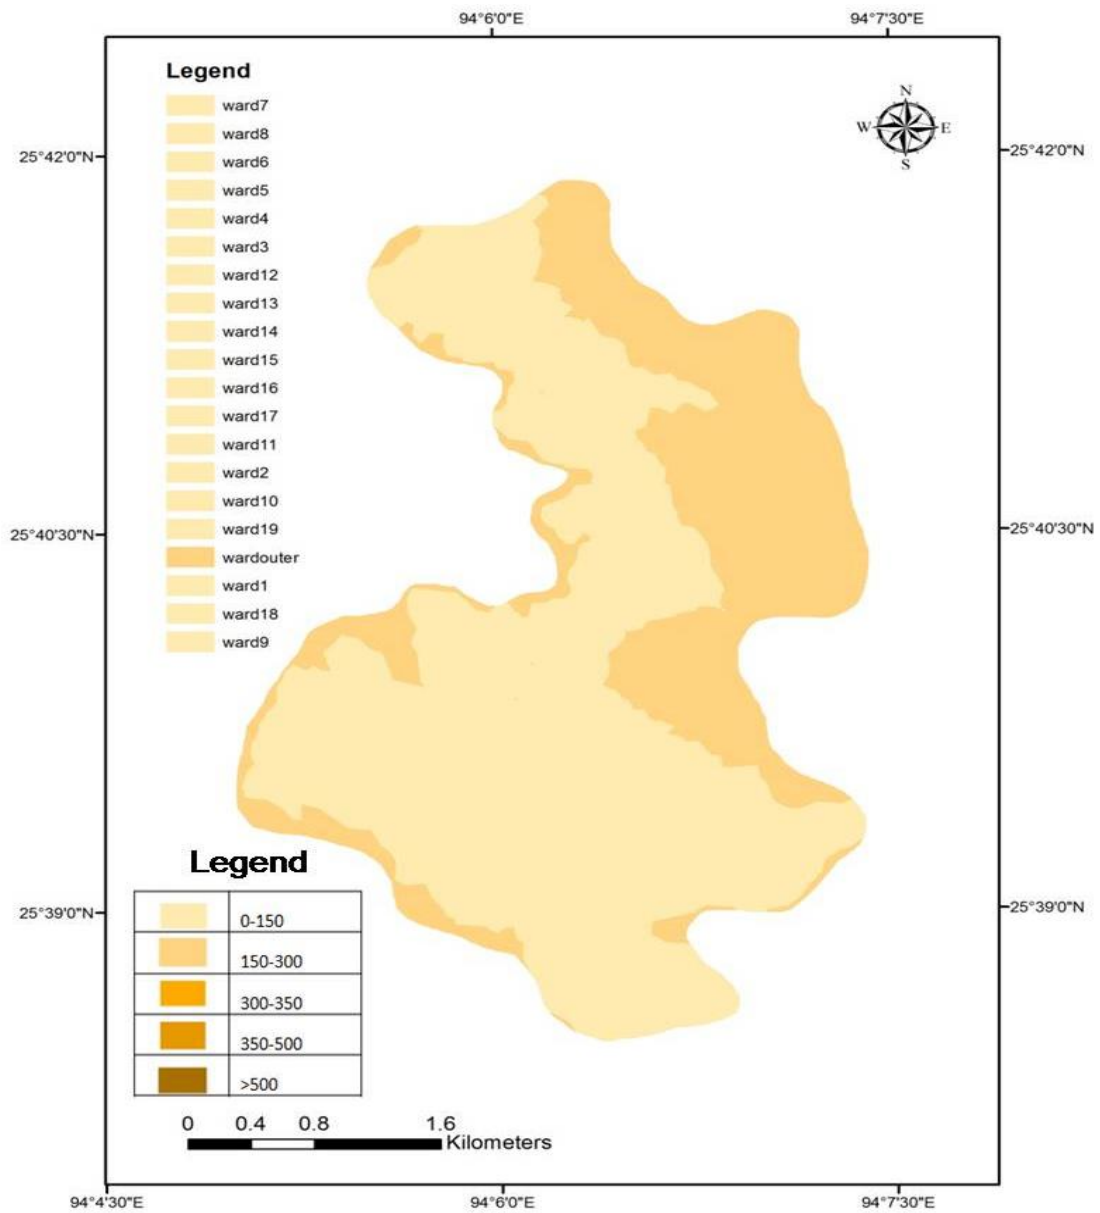 94°6'0"E
94°7'30"E
Legend
ward7
ward8
ward6
ward5
ward4
ward3
ward12
ward13
ward14
ward15
ward16
ward17
ward11
ward2
ward10
ward19
wardouter
ward1
ward18
ward9
N
W
E
S
25°42'0"N
25°42'0"N
25°40'30"N
25°40'30"N
25°39'0"N
25°39'0"N
Legend
0-150
150-300
300-350
350-500
>500
0 0.4 0.8 1.6
Kilometers
94°4'30"E
94°6'0"E
94°7'30"E